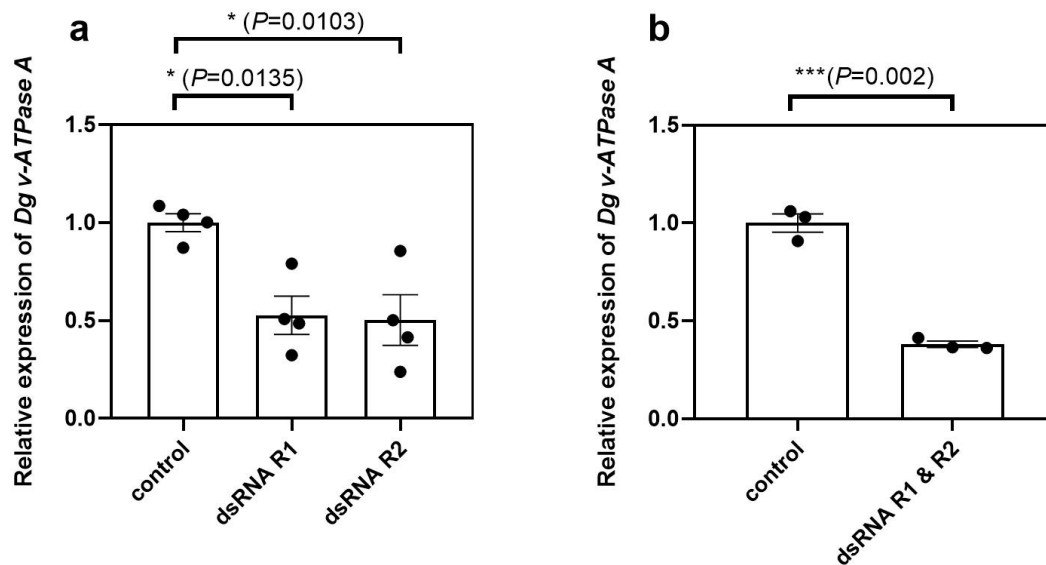 a
* (P=0.0103)
* (P=0.0135)
Relative expression of Dg v-ATPase A
1.5
1.0
0.5
0.0
control
dsRNA R1
dsRNA R2
b
***(P=0.002)
Relative expression of Dg v-ATPase A
1.5
1.0
0.5
0.0
control
dsRNA R1 & R2